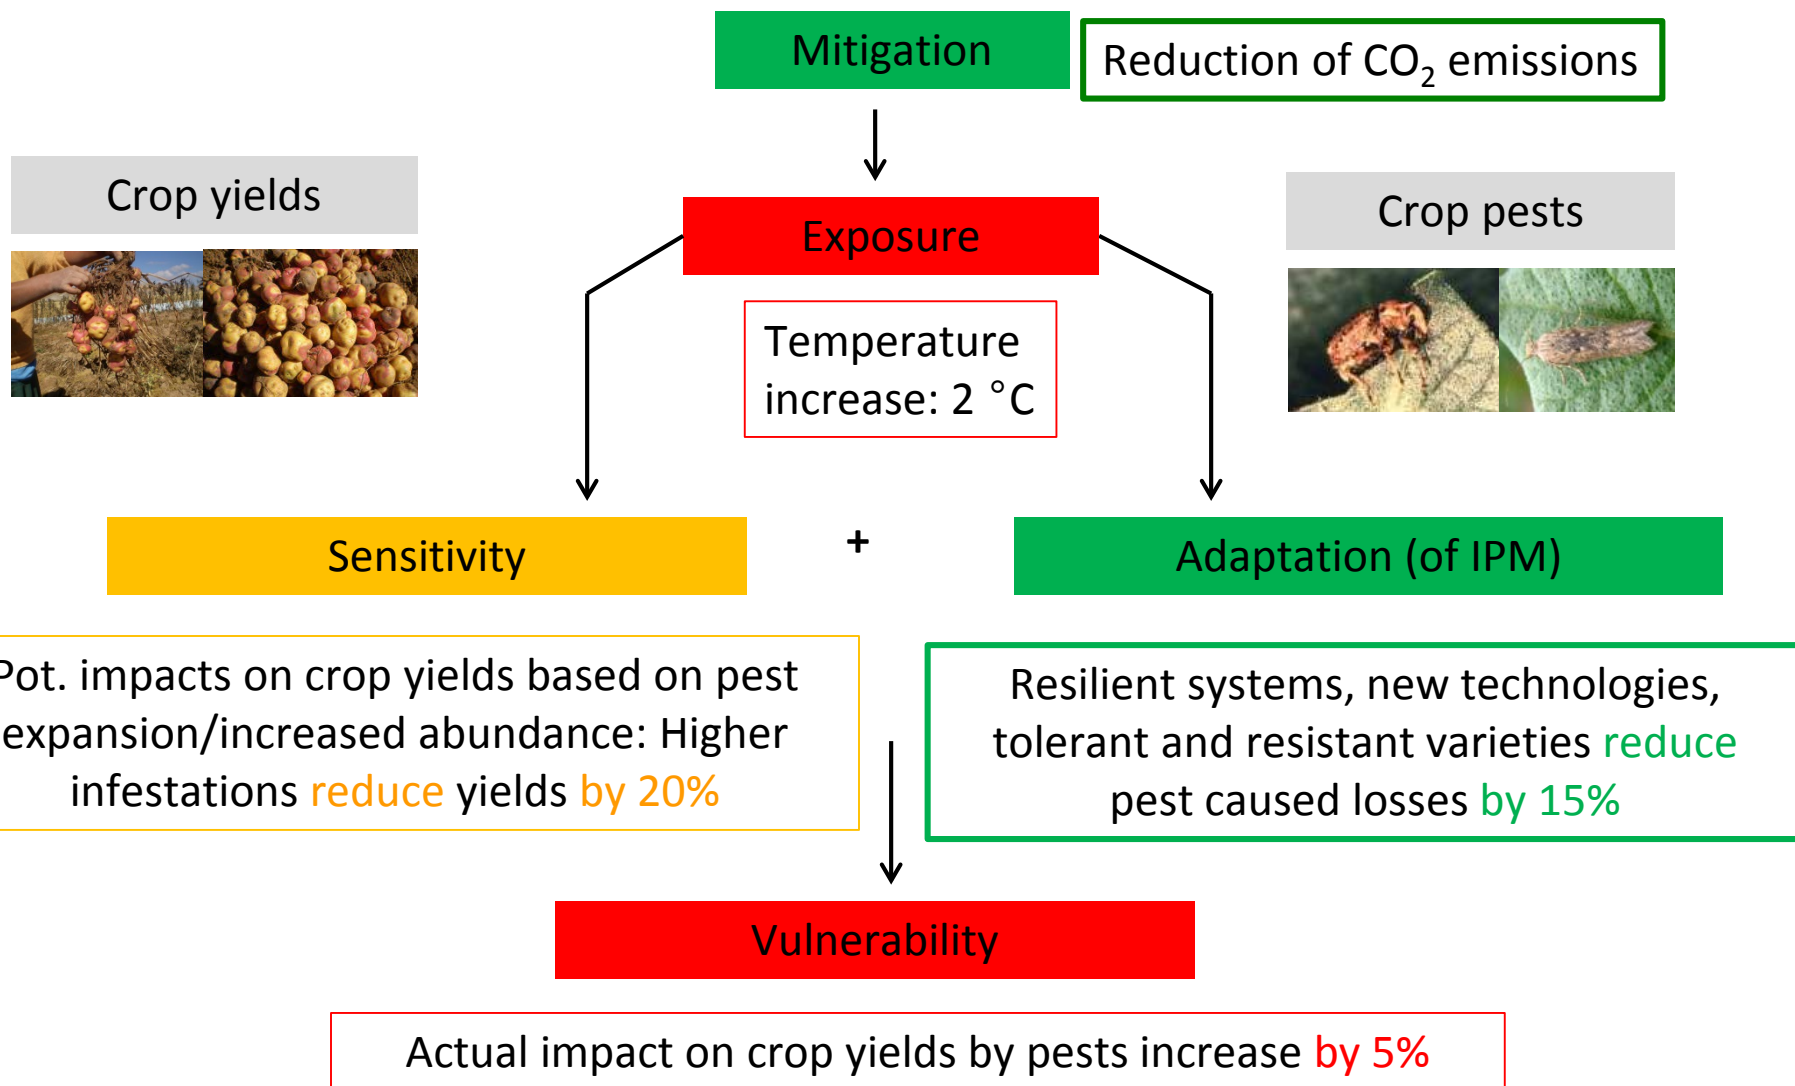 Mitigation
Reduction of CO₂ emissions
Crop yields
Exposure
Crop pests
Temperature
increase: 2 °C
Sensitivity
+
Adaptation (of IPM)
Pot. impacts on crop yields based on pest
expansion/increased abundance: Higher
infestations reduce yields by 20%
Resilient systems, new technologies,
tolerant and resistant varieties reduce
pest caused losses by 15%
Vulnerability
Actual impact on crop yields by pests increase by 5%